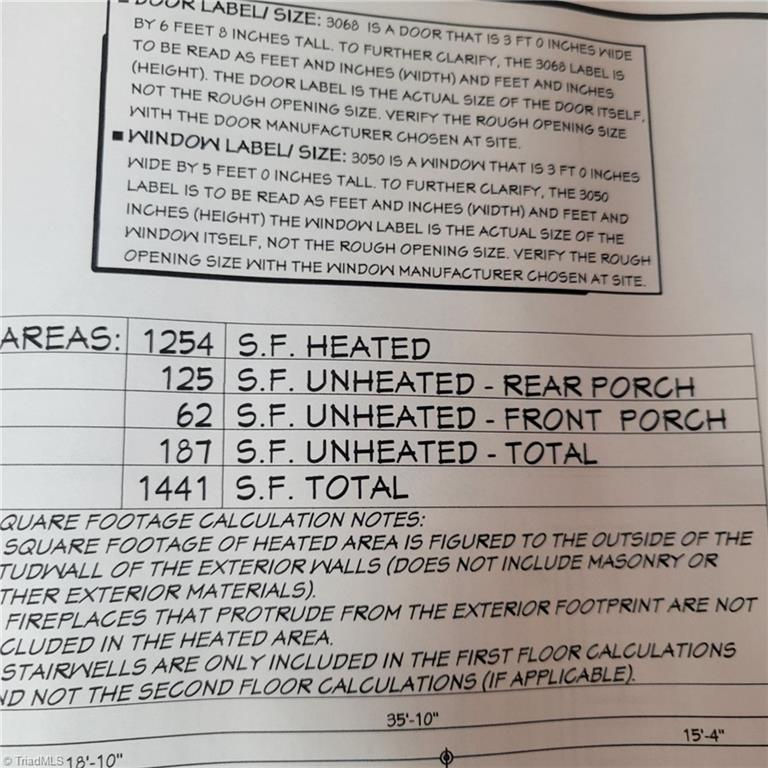 DOOR LABEL/ SIZE: 3068 IS A DOOR THAT IS 3 FT 0 INCHES WIDE
BY 6 FEET 8 INCHES TALL. TO FURTHER CLARIFY, THE 3068 LABEL IS
TO BE READ AS FEET AND INCHES (WIDTH) AND FEET AND INCHES
(HEIGHT). THE DOOR LABEL IS THE ACTUAL SIZE OF THE DOOR ITSELF,
NOT THE ROUGH OPENING SIZE. VERIFY THE ROUGH OPENING SIZE
WITH THE DOOR MANUFACTURER CHOSEN AT SITE.
■ WINDOW LABEL/ SIZE: 3050 IS A WINDOW THAT IS 3 FT 0 INCHES
WIDE BY 5 FEET 0 INCHES TALL. TO FURTHER CLARIFY, THE 3050
LABEL IS TO BE READ AS FEET AND INCHES (WIDTH) AND FEET AND
INCHES (HEIGHT) THE WINDOW LABEL IS THE ACTUAL SIZE OF THE
WINDOW ITSELF, NOT THE ROUGH OPENING SIZE. VERIFY THE ROUGH
OPENING SIZE WITH THE WINDOW MANUFACTURER CHOSEN AT SITE.
AREAS: 1254 S.F. HEATED
125 S.F. UNHEATED - REAR PORCH
62 S.F. UNHEATED - FRONT PORCH
187 S.F. UNHEATED - TOTAL
1441 S.F. TOTAL
QUARE FOOTAGE CALCULATION NOTES:
SQUARE FOOTAGE OF HEATED AREA IS FIGURED TO THE OUTSIDE OF THE
TUDWALL OF THE EXTERIOR WALLS (DOES NOT INCLUDE MASONRY OR
THER EXTERIOR MATERIALS).
FIREPLACES THAT PROTRUDE FROM THE EXTERIOR FOOTPRINT ARE NOT
CLUDED IN THE HEATED AREA.
STAIRWELLS ARE ONLY INCLUDED IN THE FIRST FLOOR CALCULATIONS
ND NOT THE SECOND FLOOR CALCULATIONS (IF APPLICABLE).
35'-10"
15'-4"
18'-10"
© TriadMLS